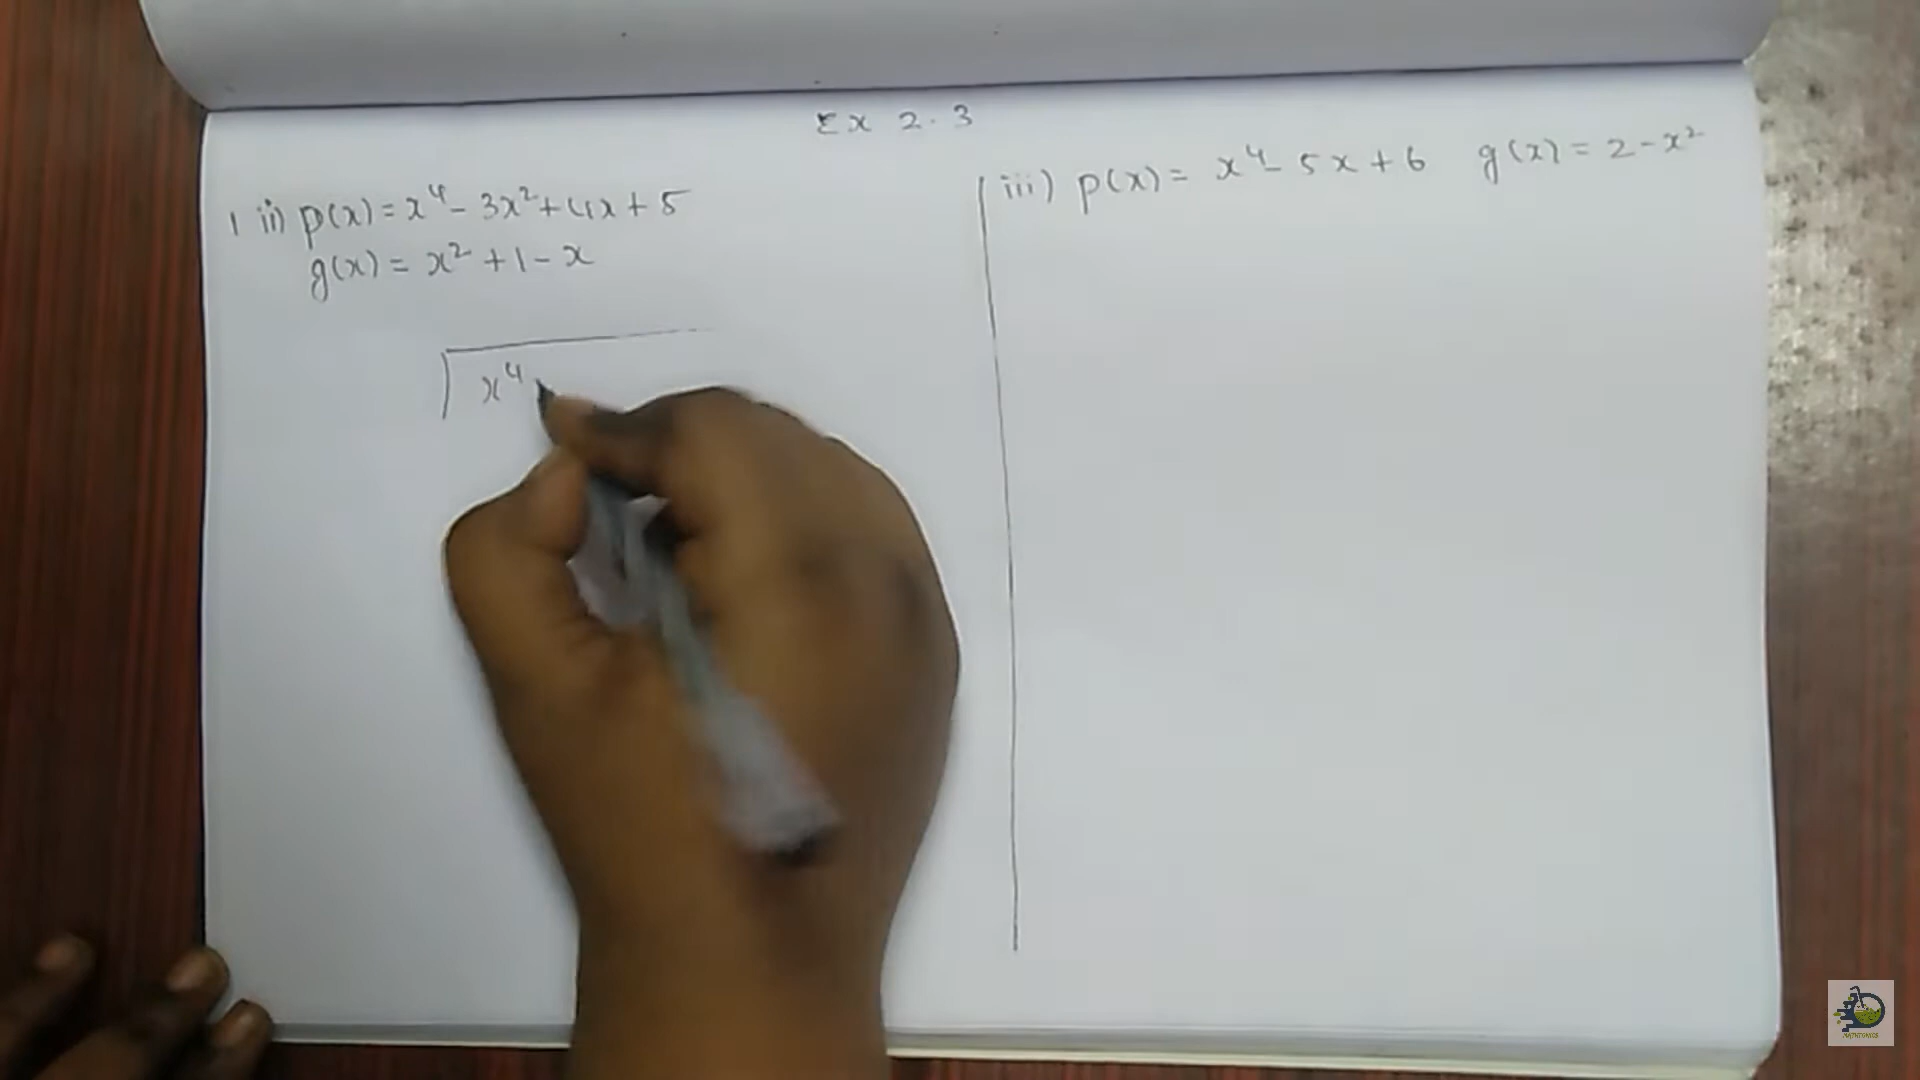 Ex 2.3
1 ii) p(x) = x⁴ - 3x² + 4x + 5
g(x) = x² + 1 - x
x⁴
iii) p(x) = x⁴ - 5x + 6 g(x) = 2 - x²